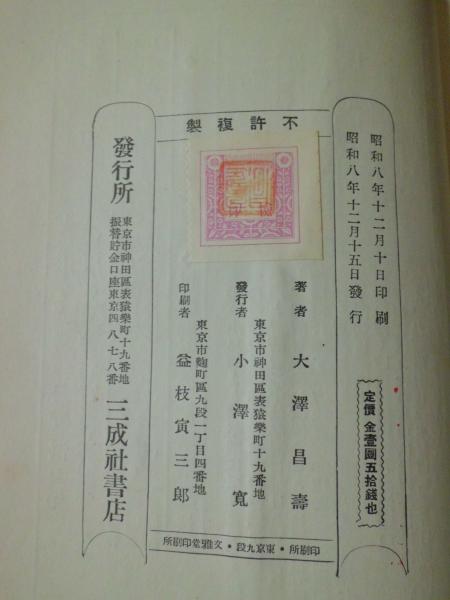 昭和八年十二月十日印刷
昭和八年十二月十五日發行
定價 金壹圓五拾錢也
不許複製
著者 大澤昌壽
東京市神田區表猿樂町十九番地
發行者 小澤寬
東京市麴町區九段一丁目四番地
印刷者 益枝寅三郎
印刷所・東京九段・文雅堂印刷所
發行所
東京市神田區表猿樂町十九番地
振替貯金口座東京四八七八番
三成社書店